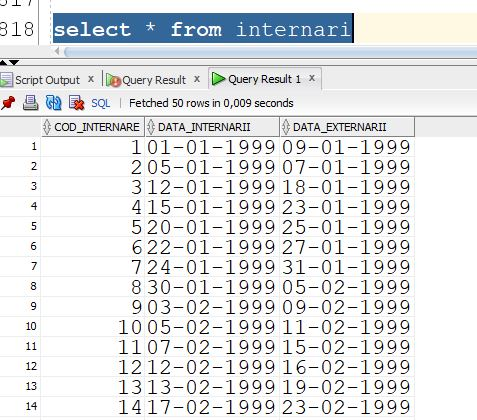 817
818 select * from internari
Script Output x Query Result x Query Result 1 x
SQL | Fetched 50 rows in 0,009 seconds
COD_INTERNARE DATA_INTERNARII DATA_EXTERNARII
1 1 01-01-1999 09-01-1999
2 2 05-01-1999 07-01-1999
3 3 12-01-1999 18-01-1999
4 4 15-01-1999 23-01-1999
5 5 20-01-1999 25-01-1999
6 6 22-01-1999 27-01-1999
7 7 24-01-1999 31-01-1999
8 8 30-01-1999 05-02-1999
9 9 03-02-1999 09-02-1999
10 10 05-02-1999 11-02-1999
11 11 07-02-1999 15-02-1999
12 12 12-02-1999 16-02-1999
13 13 13-02-1999 19-02-1999
14 14 17-02-1999 23-02-1999